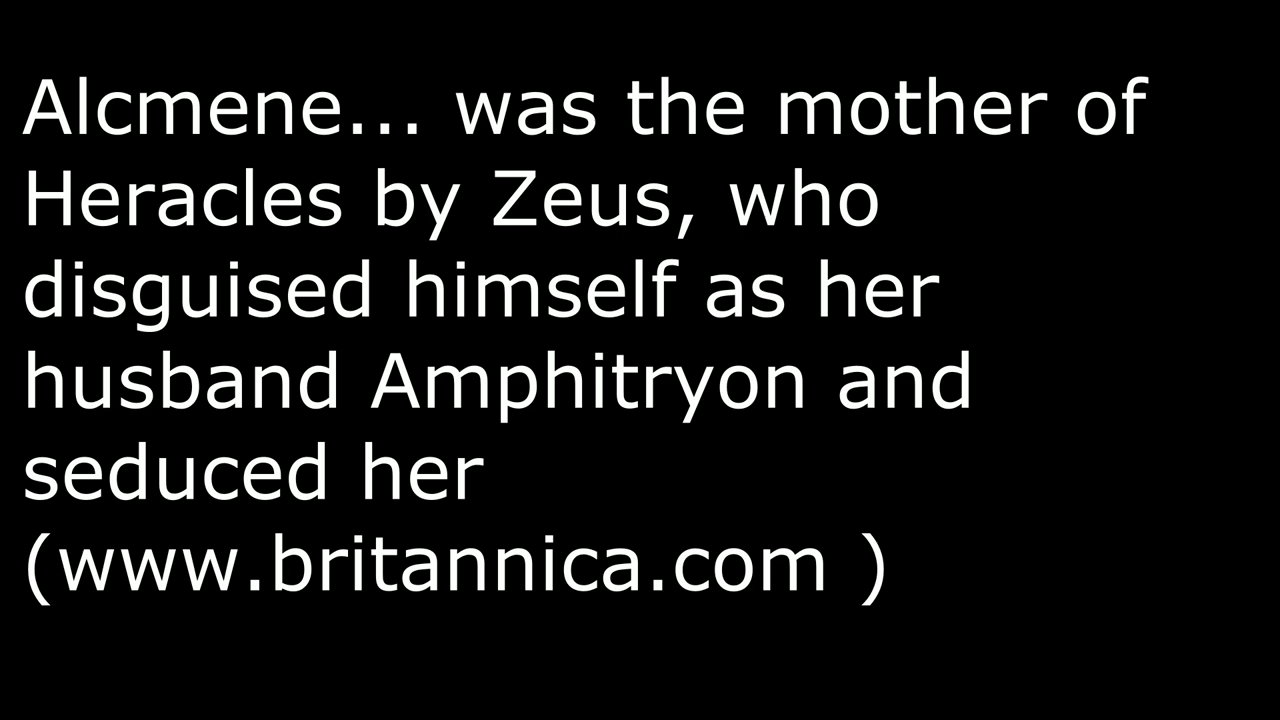 Alcmene... was the mother of
Heracles by Zeus, who
disguised himself as her
husband Amphitryon and
seduced her
(www.britannica.com )